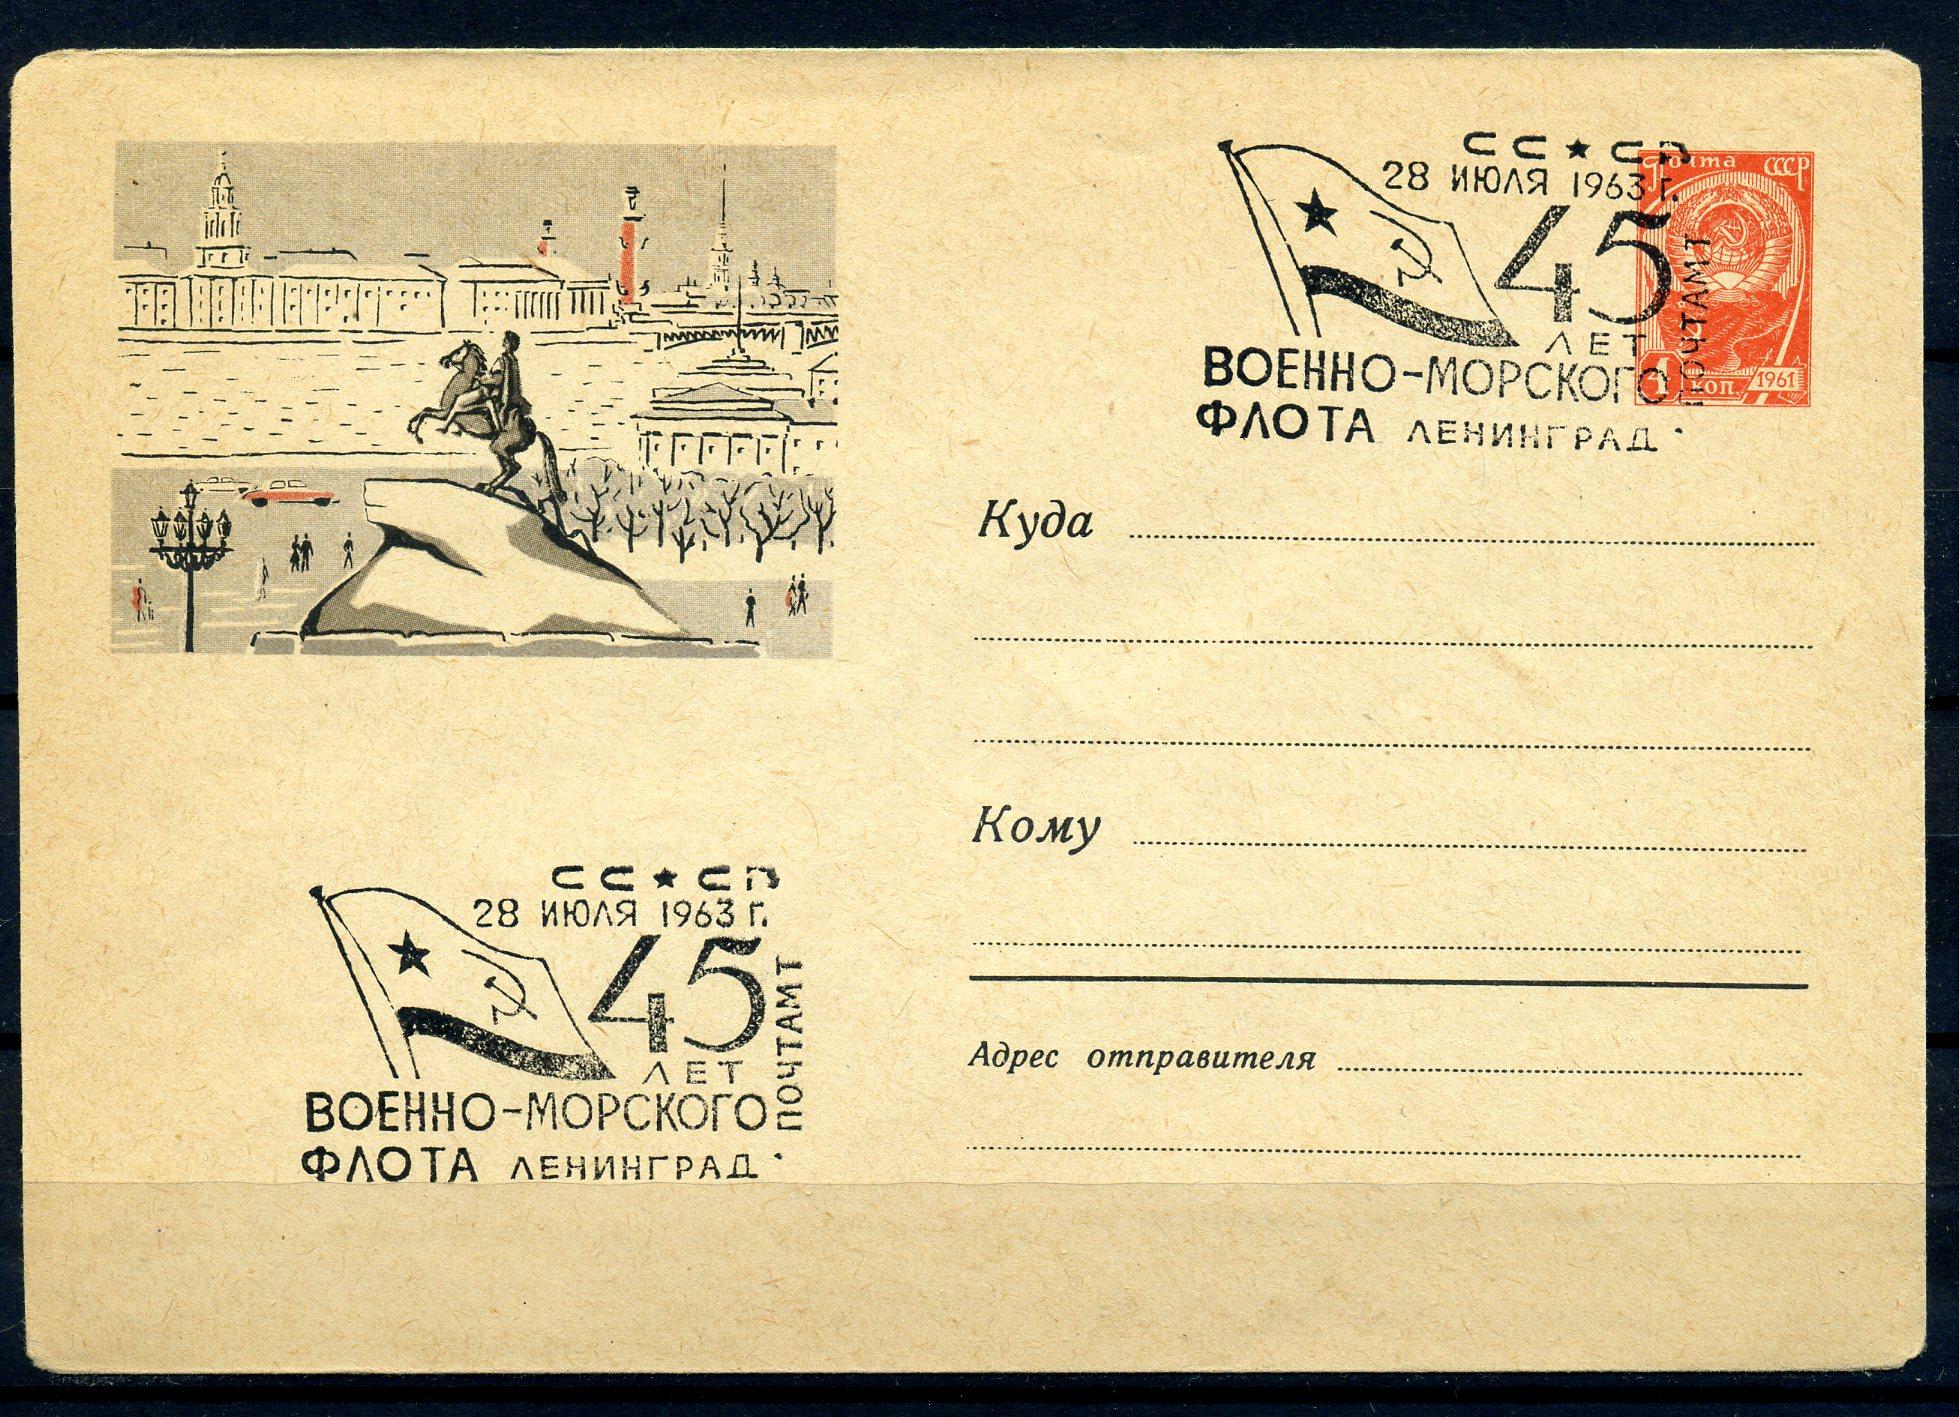 СС★СР
28 ИЮЛЯ 1963 г.
45
ЛЕТ
ПОЧТАМТ
ВОЕННО-МОРСКОГО
ФЛОТА ЛЕНИНГРАД
Почта СССР
4 коп. 1961
Куда
Кому
СС★СР
28 ИЮЛЯ 1963 г.
45
ЛЕТ
ПОЧТАМТ
ВОЕННО-МОРСКОГО
ФЛОТА ЛЕНИНГРАД
Адрес отправителя